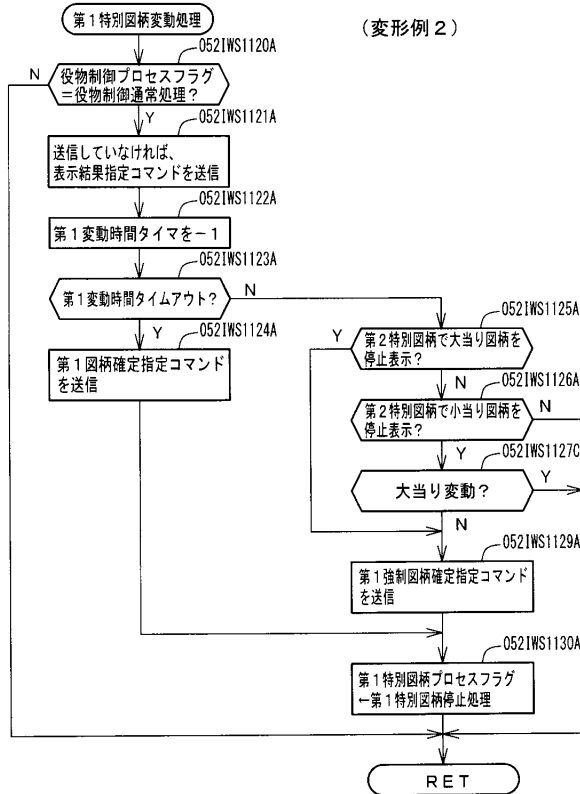 第1特別図柄変動処理
(変形例2)
052IWS1120A
N
役物制御プロセスフラグ
=役物制御通常処理?
Y
052IWS1121A
送信していなければ、
表示結果指定コマンドを送信
052IWS1122A
第1変動時間タイマを-1
052IWS1123A
第1変動時間タイムアウト?
N
Y
052IWS1124A
第1図柄確定指定コマンド
を送信
052IWS1125A
Y
第2特別図柄で大当り図柄を
停止表示?
N
052IWS1126A
第2特別図柄で小当り図柄を
停止表示?
N
Y
052IWS1127C
大当り変動?
Y
N
052IWS1129A
第1強制図柄確定指定コマンド
を送信
052IWS1130A
第1特別図柄プロセスフラグ
←第1特別図柄停止処理
RET